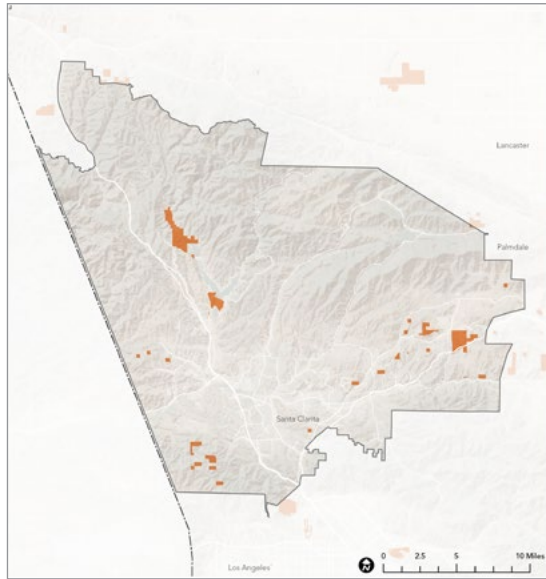 Lancaster
Palmdale
Santa Clarita
Los Angeles
0 2.5 5 10 Miles
N